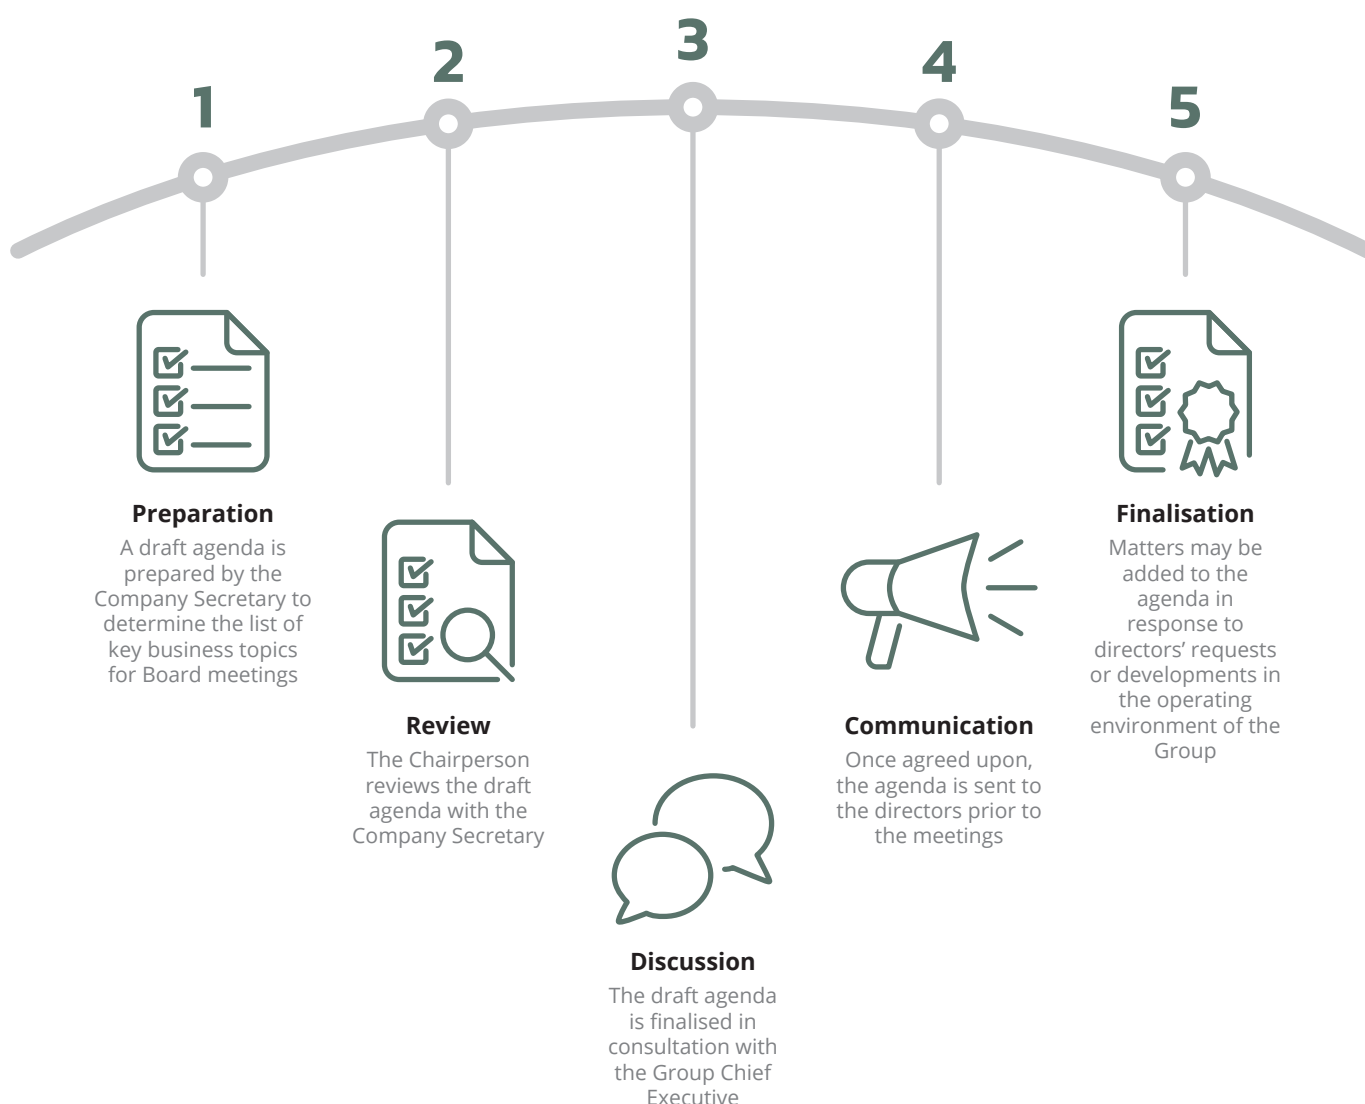 1
Preparation
A draft agenda is
prepared by the
Company Secretary to
determine the list of
key business topics
for Board meetings
2
Review
The Chairperson
reviews the draft
agenda with the
Company Secretary
3
Discussion
The draft agenda
is finalised in
consultation with
the Group Chief
Executive
4
Communication
Once agreed upon,
the agenda is sent to
the directors prior to
the meetings
5
Finalisation
Matters may be
added to the
agenda in
response to
directors’ requests
or developments in
the operating
environment of the
Group